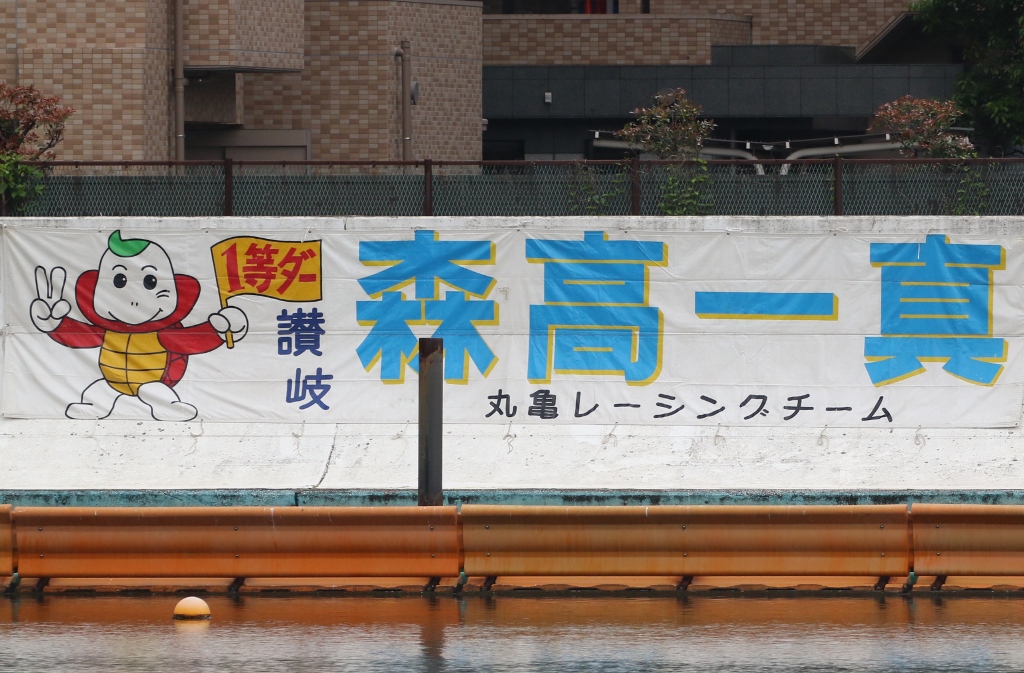 1等ダー
讃岐
森高一真
丸亀レーシングチーム